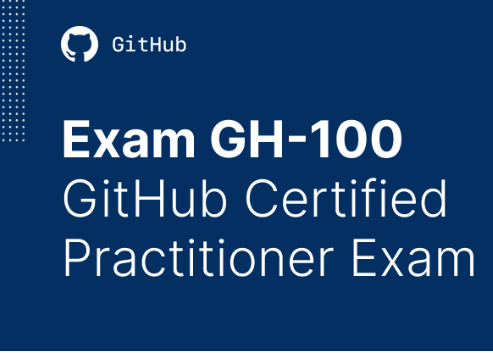 GitHub
Exam GH-100
GitHub Certified
Practitioner Exam